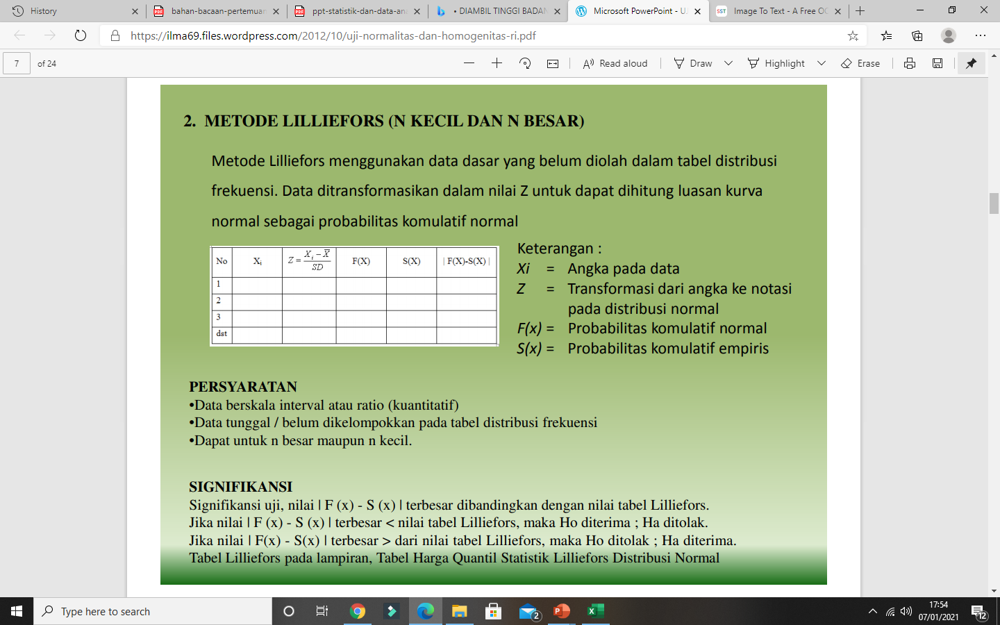 History
bahan-bacaan-pertemuan
ppt-statistik-dan-data-an
• DIAMBIL TINGGI BADAN
Microsoft PowerPoint - U
Image To Text - A Free OC
https://ilma69.files.wordpress.com/2012/10/uji-normalitas-dan-homogenitas-ri.pdf
7 of 24
Read aloud
Draw
Highlight
Erase
2. METODE LILLIEFORS (N KECIL DAN N BESAR)
Metode Lilliefors menggunakan data dasar yang belum diolah dalam tabel distribusi
frekuensi. Data ditransformasikan dalam nilai Z untuk dapat dihitung luasan kurva
normal sebagai probabilitas komulatif normal
No Xi Z = (Xi − X̅)/SD F(X) S(X) | F(X)-S(X) |
1
2
3
dst
Keterangan :
Xi = Angka pada data
Z = Transformasi dari angka ke notasi
pada distribusi normal
F(x) = Probabilitas komulatif normal
S(x) = Probabilitas komulatif empiris
PERSYARATAN
•Data berskala interval atau ratio (kuantitatif)
•Data tunggal / belum dikelompokkan pada tabel distribusi frekuensi
•Dapat untuk n besar maupun n kecil.
SIGNIFIKANSI
Signifikansi uji, nilai | F (x) - S (x) | terbesar dibandingkan dengan nilai tabel Lilliefors.
Jika nilai | F (x) - S (x) | terbesar < nilai tabel Lilliefors, maka Ho diterima ; Ha ditolak.
Jika nilai | F(x) - S(x) | terbesar > dari nilai tabel Lilliefors, maka Ho ditolak ; Ha diterima.
Tabel Lilliefors pada lampiran, Tabel Harga Quantil Statistik Lilliefors Distribusi Normal
Type here to search
2
17:54
07/01/2021
12